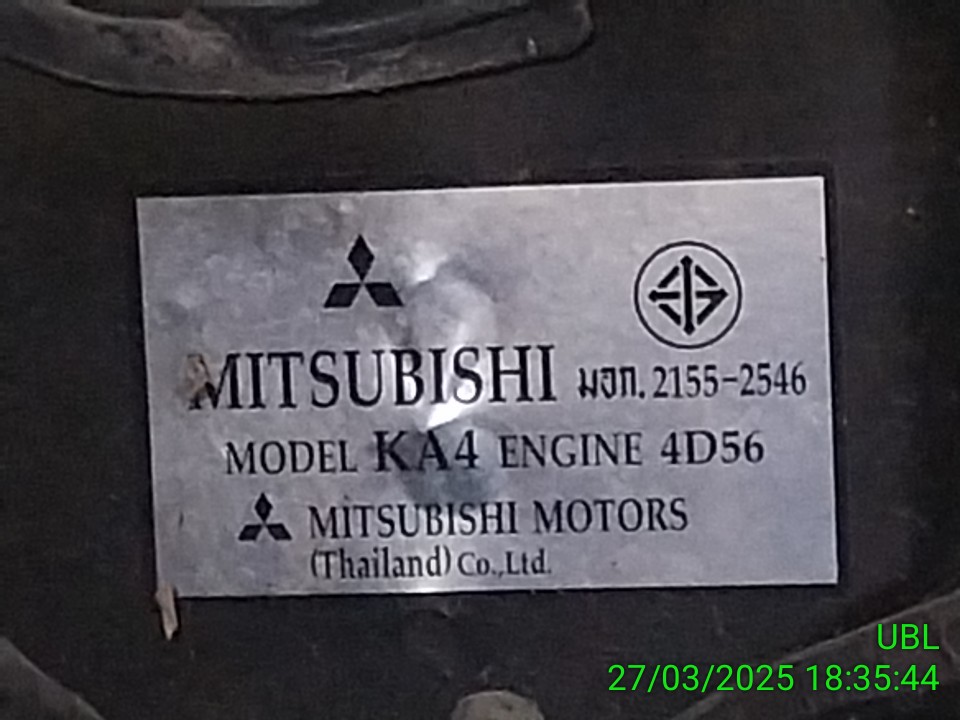 MITSUBISHI มอก. 2155-2546
MODEL KA4 ENGINE 4D56
MITSUBISHI MOTORS
(Thailand) Co.,Ltd.
UBL
27/03/2025 18:35:44